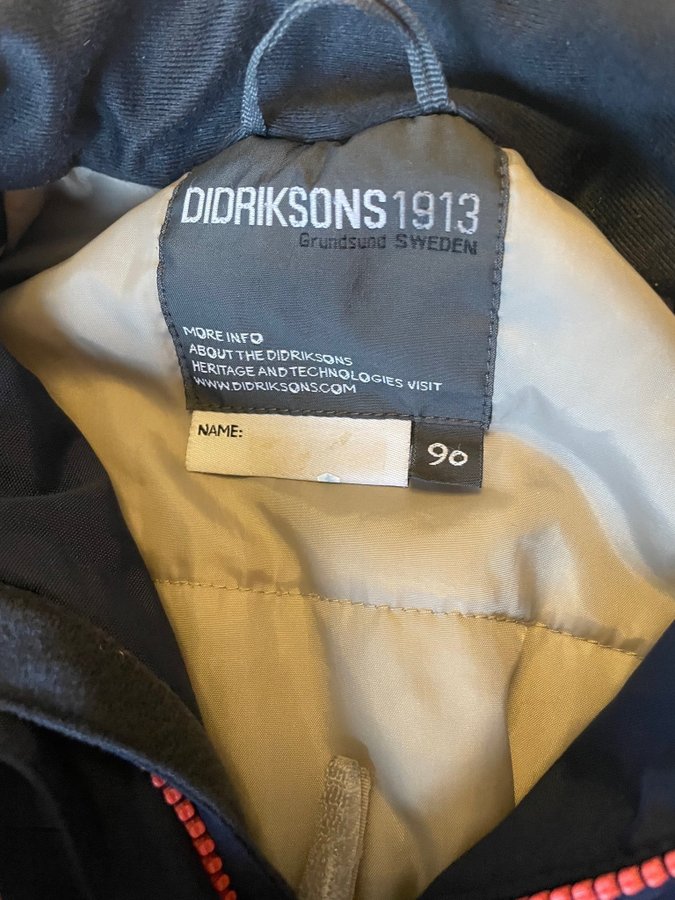 DIDRIKSONS1913
Grundsund SWEDEN
MORE INFO
ABOUT THE DIDRIKSONS
HERITAGE AND TECHNOLOGIES VISIT
WWW.DIDRIKSONS.COM
NAME:
90